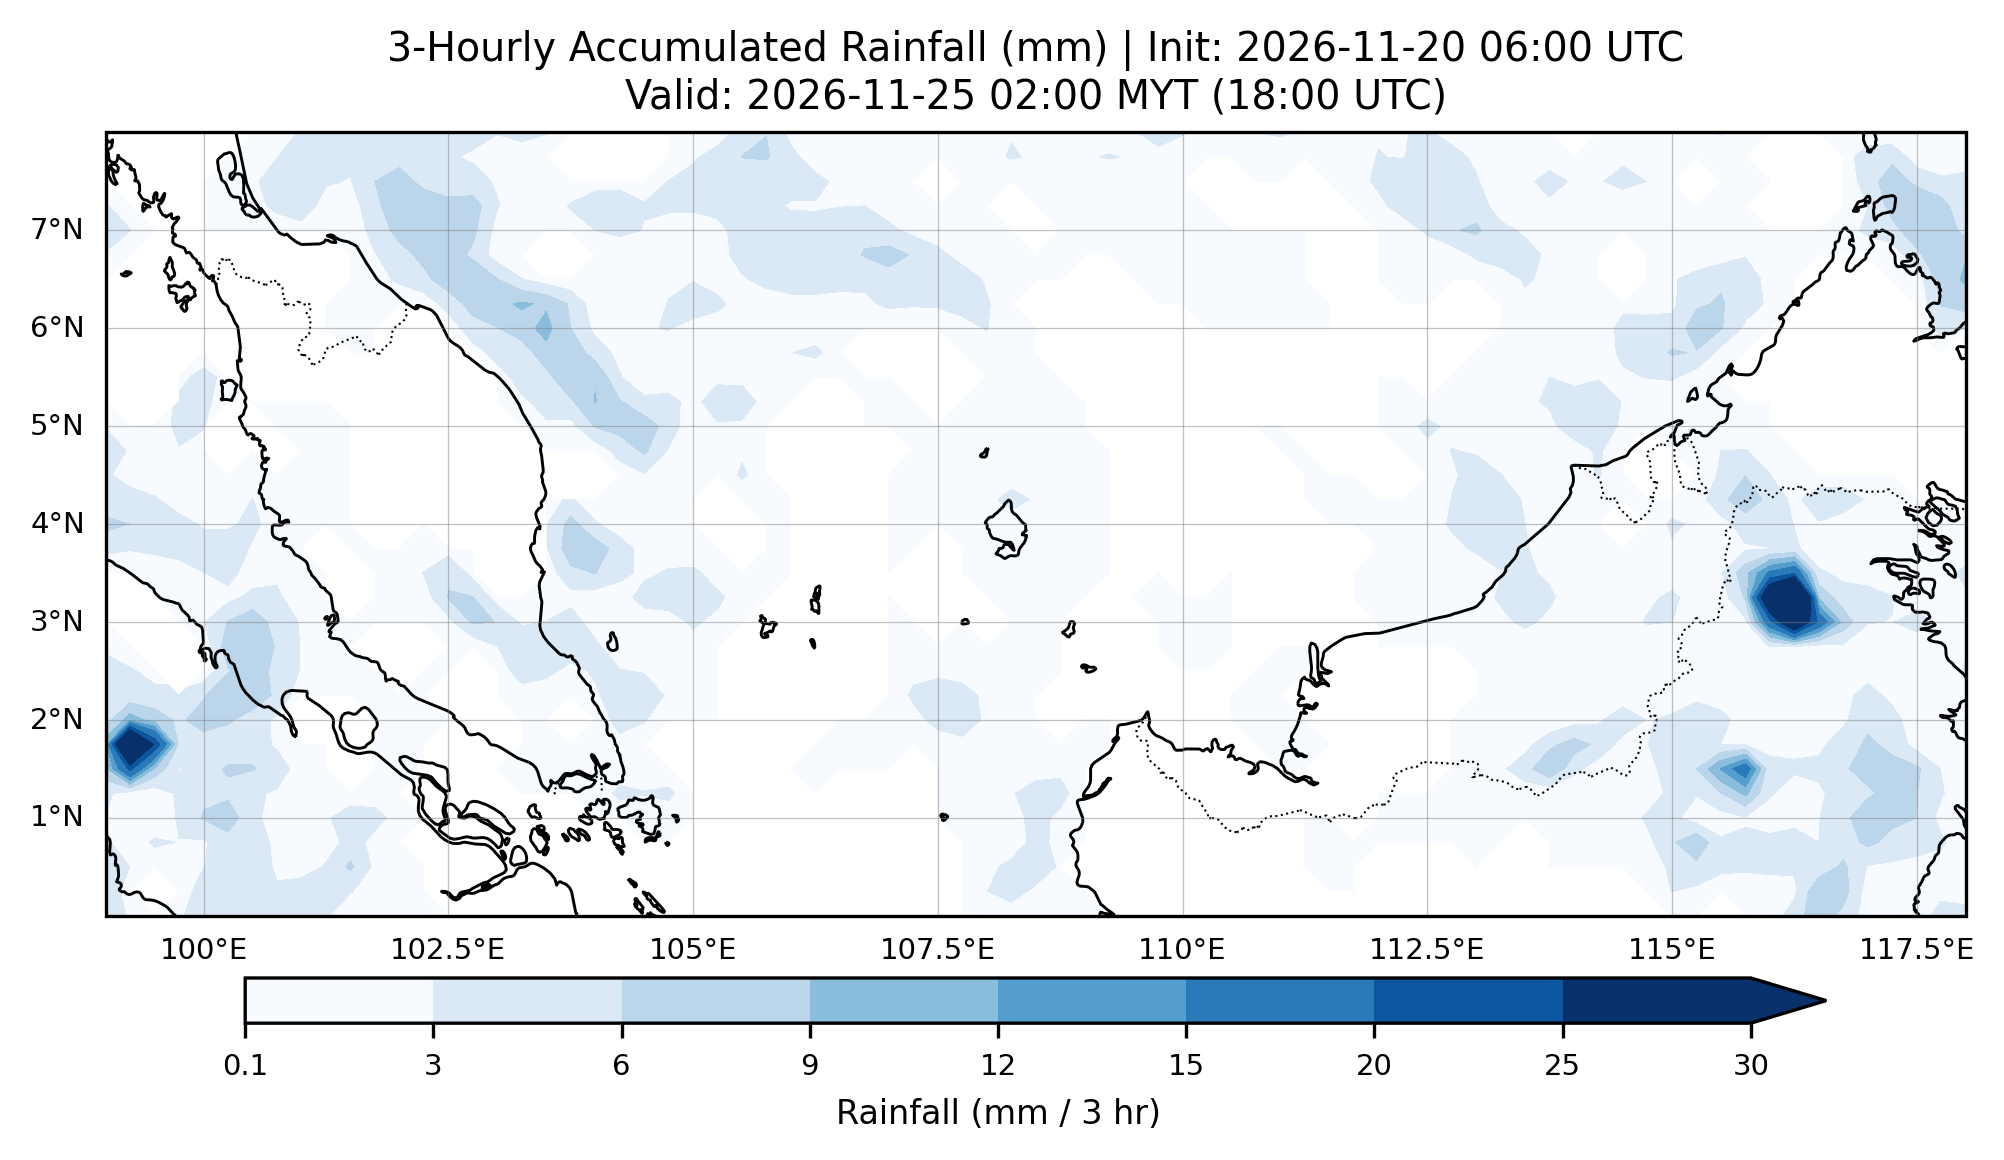 3-Hourly Accumulated Rainfall (mm) | Init: 2026-11-20 06:00 UTC
Valid: 2026-11-25 02:00 MYT (18:00 UTC)
7°N
6°N
5°N
4°N
3°N
2°N
1°N
100°E 102.5°E 105°E 107.5°E 110°E 112.5°E 115°E 117.5°E
0.1 3 6 9 12 15 20 25 30
Rainfall (mm / 3 hr)